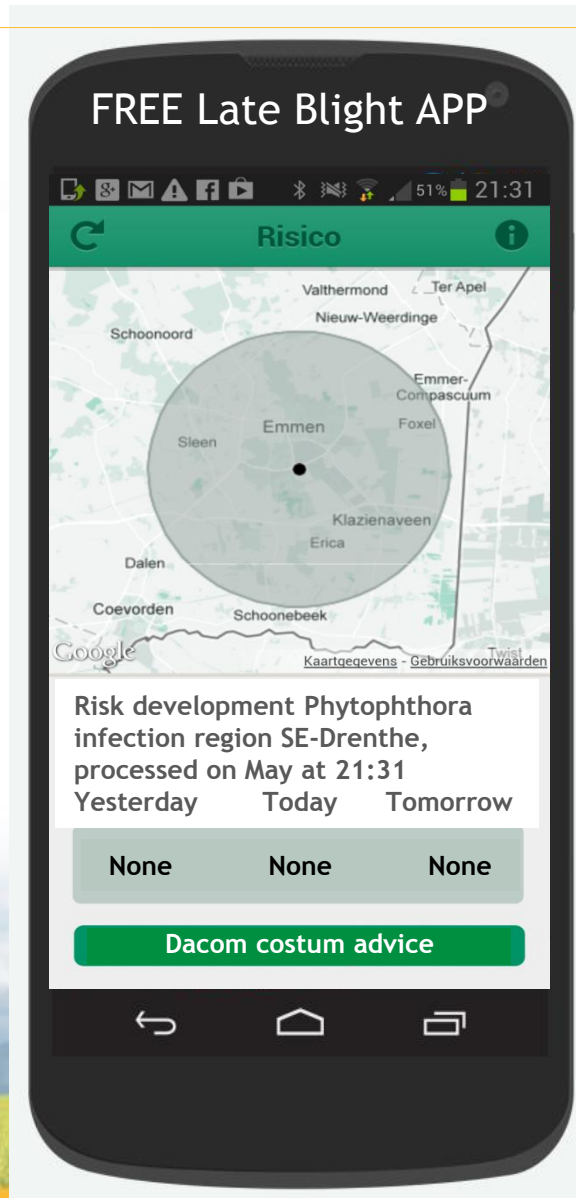 FREE Late Blight APP
51% 21:31
Risico
Valthermond
Ter Apel
Nieuw-Weerdinge
Schoonoord
Emmer-
Compascuum
Emmen
Foxel
Sleen
Klazienaveen
Erica
Dalen
Coevorden
Schoonebeek
Twist
Google
Kaartgegevens - Gebruiksvoorwaarden
Risk development Phytophthora
infection region SE-Drenthe,
processed on May at 21:31
Yesterday Today Tomorrow
None None None
Dacom costum advice